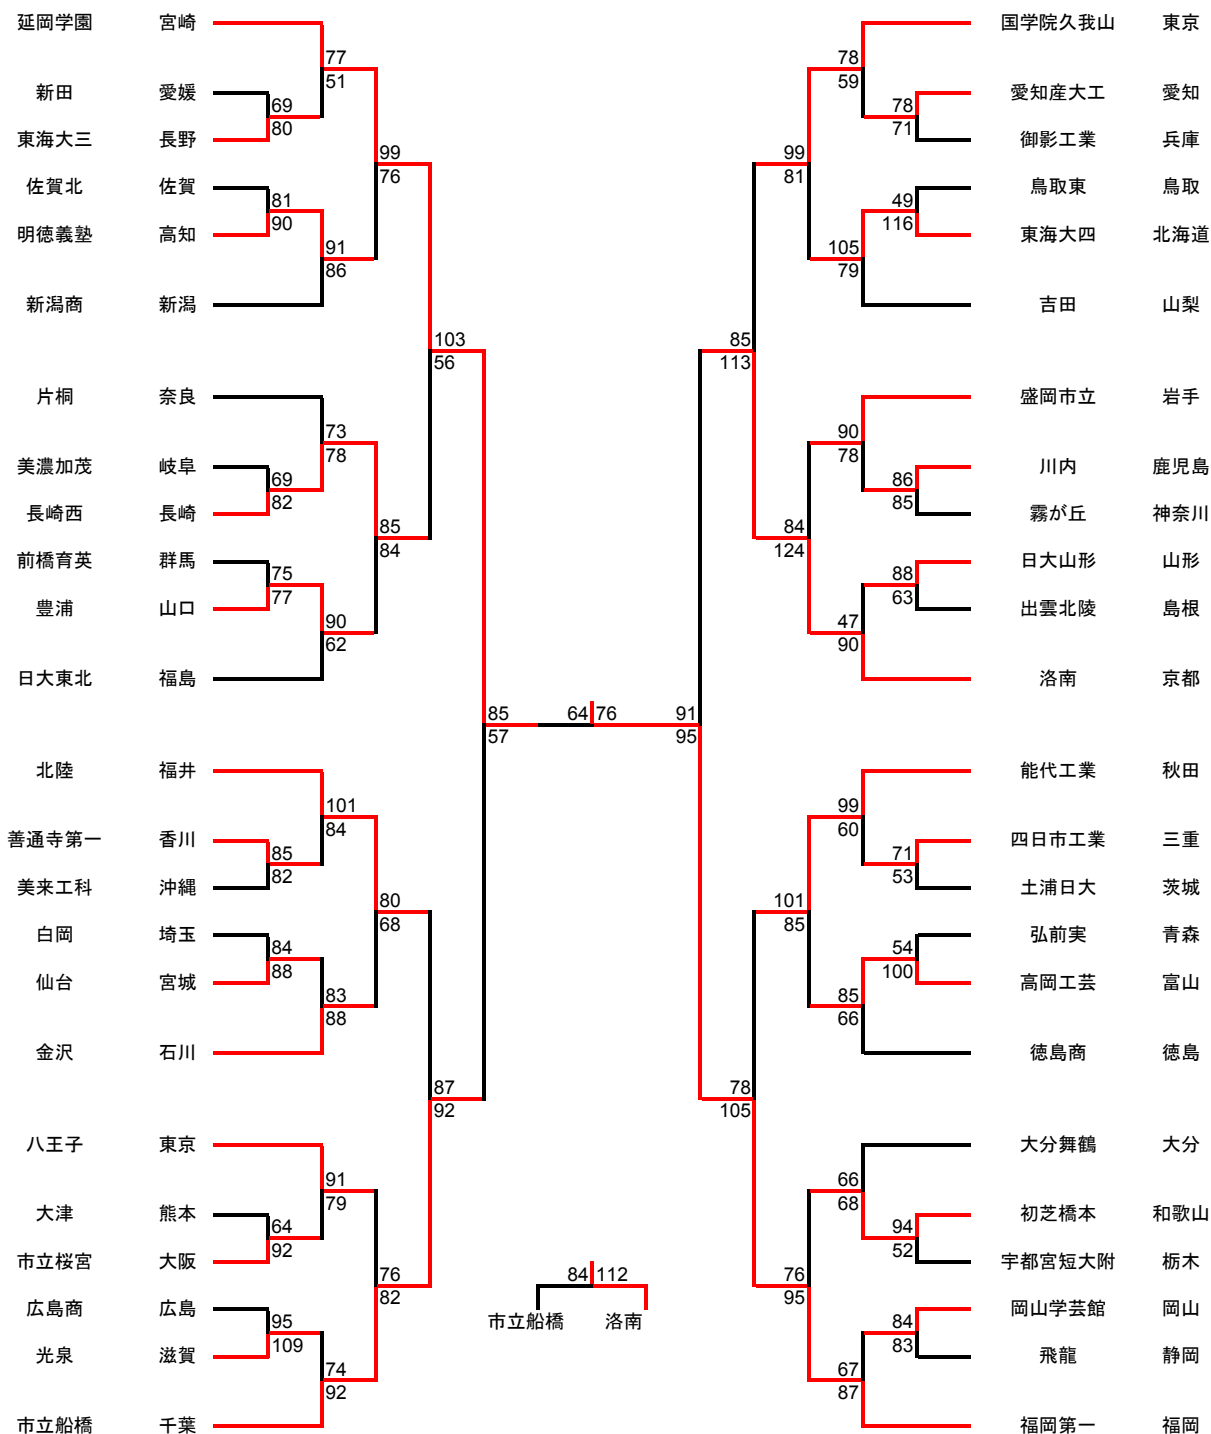 延岡学園 宮崎 国学院久我山 東京
77 78
51 59
新田 愛媛 愛知産大工 愛知
69 78
80 71
東海大三 長野 御影工業 兵庫
99 99
76 81
佐賀北 佐賀 鳥取東 鳥取
81 49
90 116
明徳義塾 高知 東海大四 北海道
91 105
86 79
新潟商 新潟 吉田 山梨
103 85
56 113
片桐 奈良 盛岡市立 岩手
73 90
78 78
美濃加茂 岐阜 川内 鹿児島
69 86
82 85
長崎西 長崎 霧が丘 神奈川
85 84
84 124
前橋育英 群馬 日大山形 山形
75 88
77 63
豊浦 山口 出雲北陵 島根
90 47
62 90
日大東北 福島 洛南 京都
85 64 76 91
57 95
北陸 福井 能代工業 秋田
101 99
84 60
善通寺第一 香川 四日市工業 三重
85 71
82 53
美来工科 沖縄 土浦日大 茨城
80 101
68 85
白岡 埼玉 弘前実 青森
84 54
88 100
仙台 宮城 高岡工芸 富山
83 85
88 66
金沢 石川 徳島商 徳島
87 78
92 105
八王子 東京 大分舞鶴 大分
91 66
79 68
大津 熊本 初芝橋本 和歌山
64 94
92 52
市立桜宮 大阪 宇都宮短大附 栃木
76 84 112 76
82 95
広島商 広島 市立船橋 洛南 岡山学芸館 岡山
95 84
109 83
光泉 滋賀 飛龍 静岡
74 67
92 87
市立船橋 千葉 福岡第一 福岡